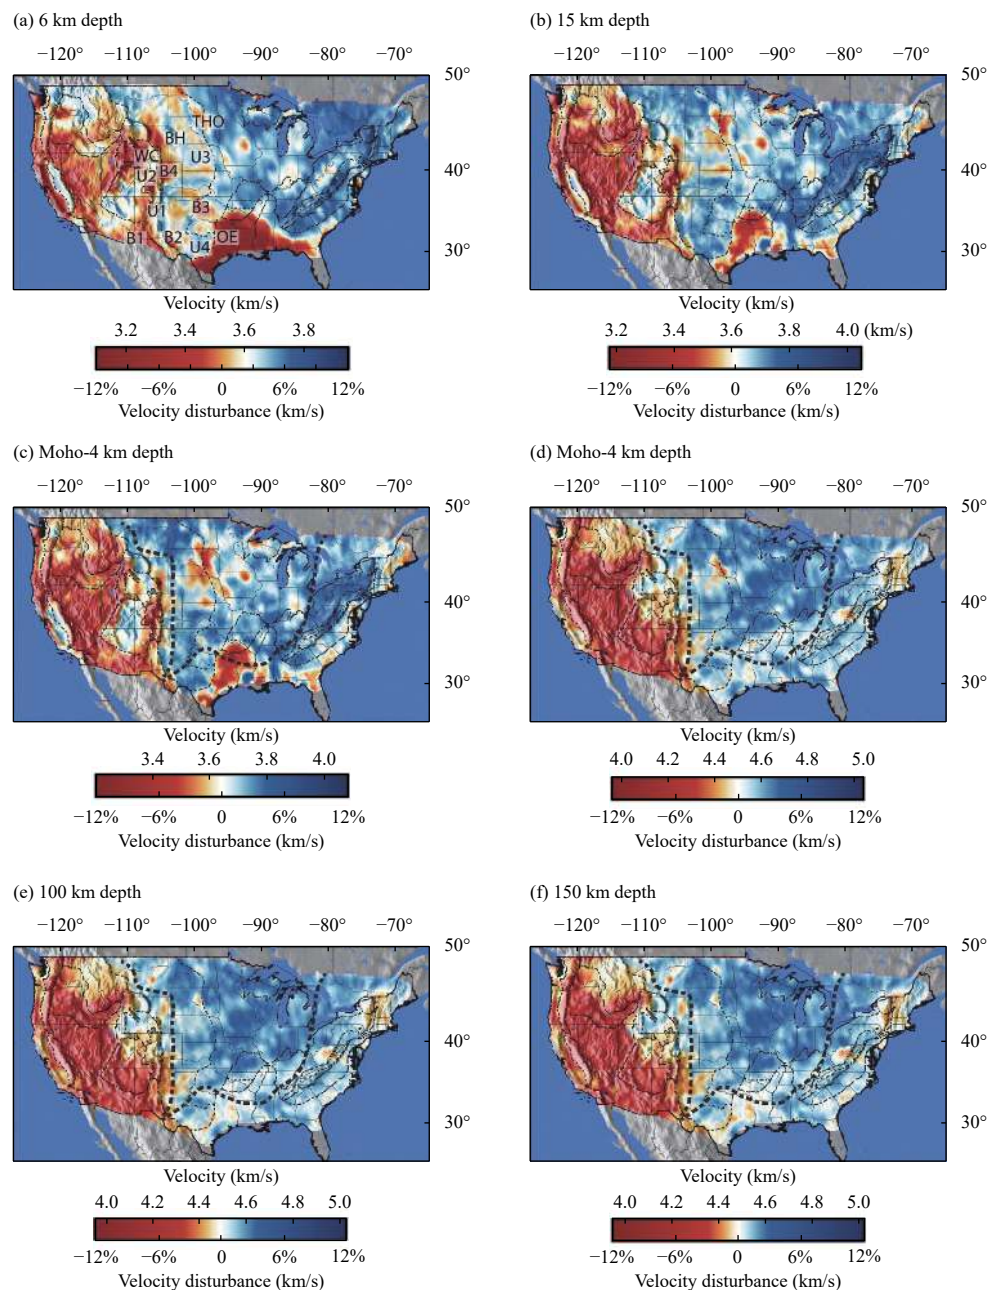 (a) 6 km depth
−120° −110° −100° −90° −80° −70°
50°
40°
30°
THO
BH
WC
U3
U2
B4
U1
B3
B1
B2
U4
OE
Velocity (km/s)
3.2 3.4 3.6 3.8
−12% −6% 0 6% 12%
Velocity disturbance (km/s)
(b) 15 km depth
−120° −110° −100° −90° −80° −70°
50°
40°
30°
Velocity (km/s)
3.2 3.4 3.6 3.8 4.0 (km/s)
−12% −6% 0 6% 12%
Velocity disturbance (km/s)
(c) Moho-4 km depth
−120° −110° −100° −90° −80° −70°
50°
40°
30°
Velocity (km/s)
3.4 3.6 3.8 4.0
−12% −6% 0 6% 12%
Velocity disturbance (km/s)
(d) Moho-4 km depth
−120° −110° −100° −90° −80° −70°
50°
40°
30°
Velocity (km/s)
4.0 4.2 4.4 4.6 4.8 5.0
−12% −6% 0 6% 12%
Velocity disturbance (km/s)
(e) 100 km depth
−120° −110° −100° −90° −80° −70°
50°
40°
30°
Velocity (km/s)
4.0 4.2 4.4 4.6 4.8 5.0
−12% −6% 0 6% 12%
Velocity disturbance (km/s)
(f) 150 km depth
−120° −110° −100° −90° −80° −70°
50°
40°
30°
Velocity (km/s)
4.0 4.2 4.4 4.6 4.8 5.0
−12% −6% 0 6% 12%
Velocity disturbance (km/s)